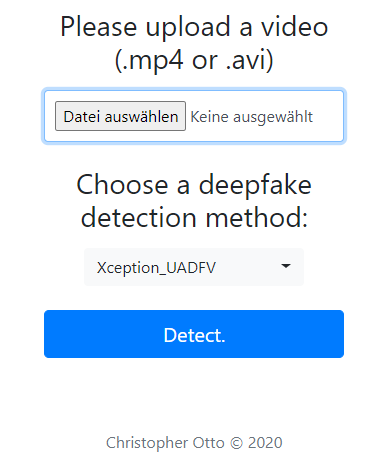 Please upload a video
(.mp4 or .avi)
Datei auswählen Keine ausgewählt
Choose a deepfake
detection method:
Xception_UADFV
Detect.
Christopher Otto © 2020